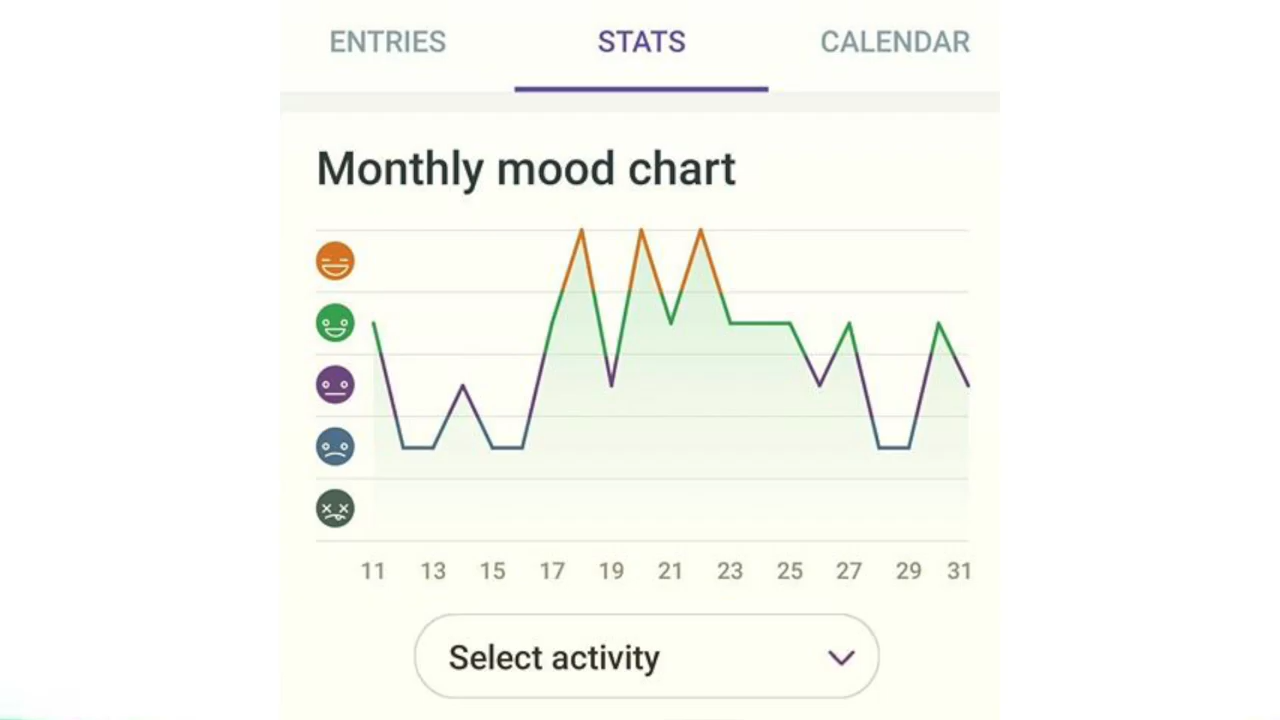 ENTRIES STATS CALENDAR
Monthly mood chart
11 13 15 17 19 21 23 25 27 29 31
Select activity